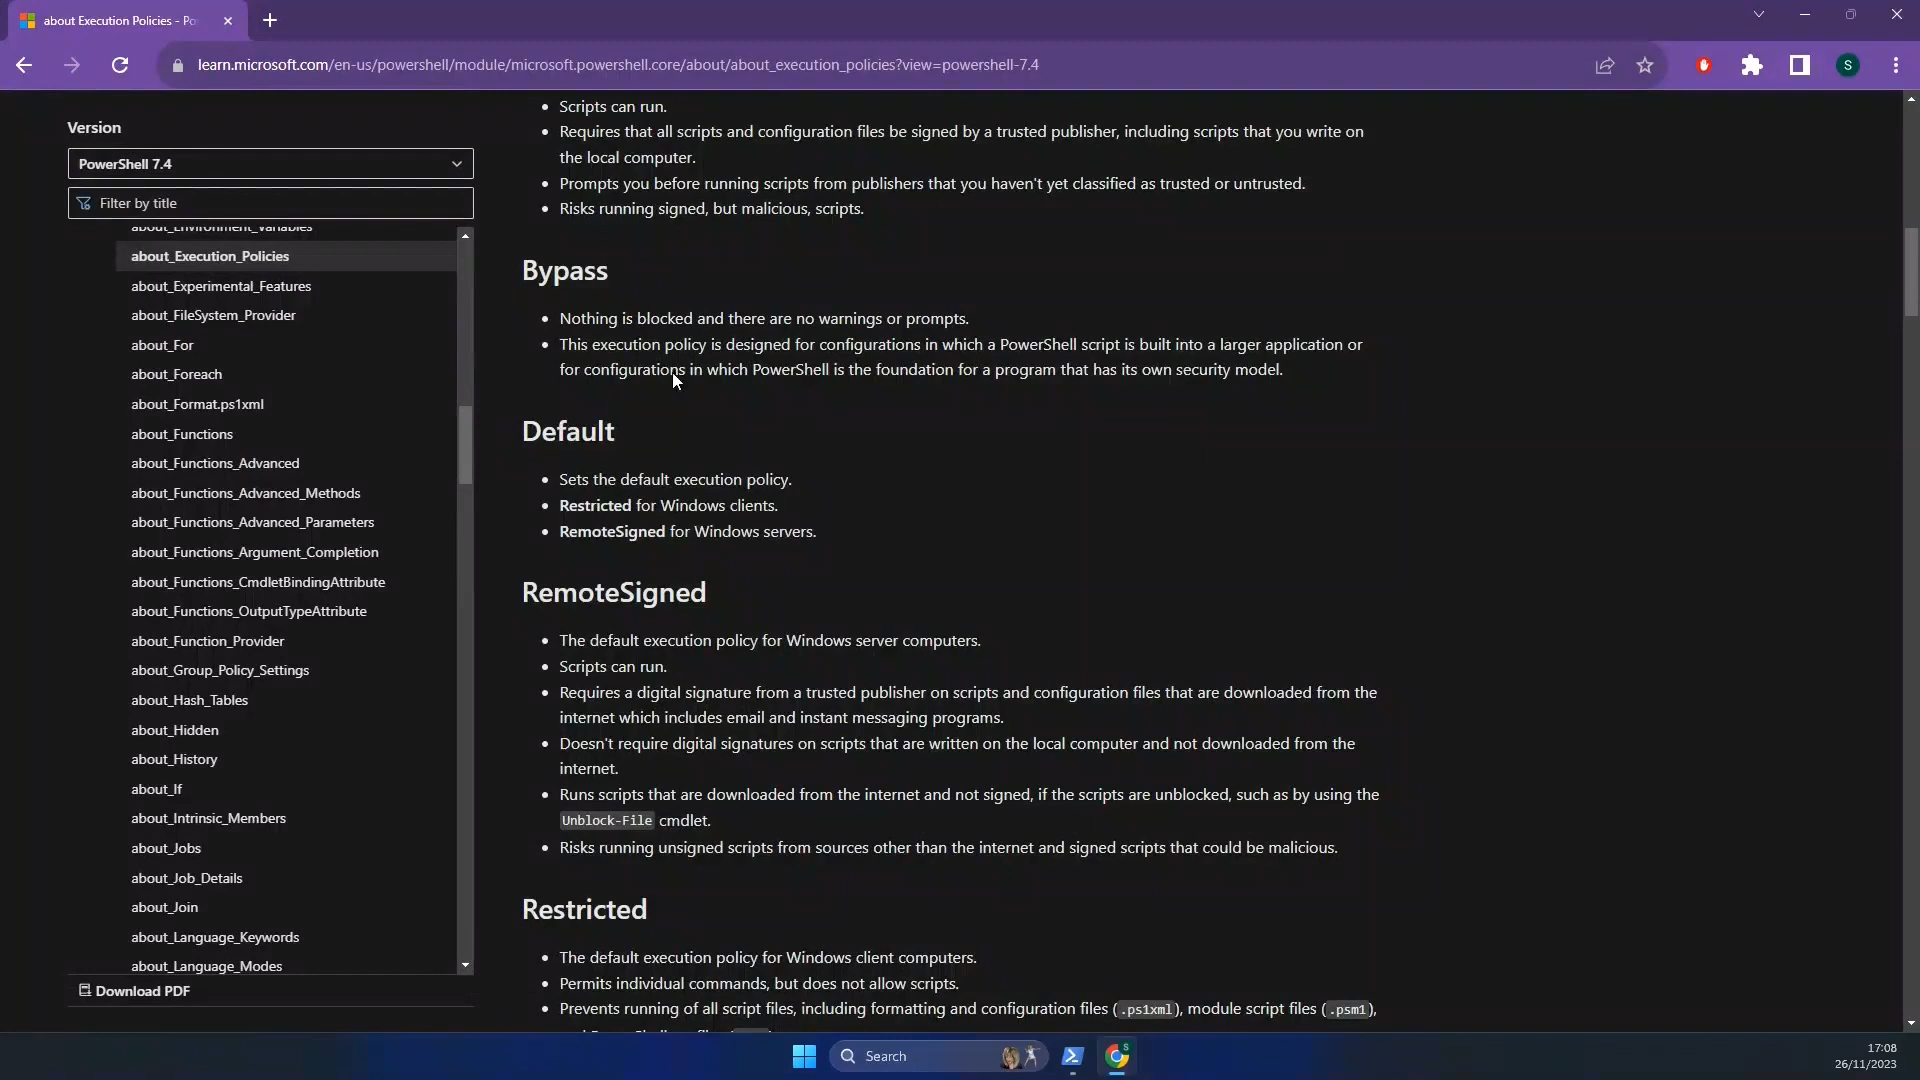 about Execution Policies - Po
learn.microsoft.com/en-us/powershell/module/microsoft.powershell.core/about/about_execution_policies?view=powershell-7.4
S
Version
PowerShell 7.4
Filter by title
about_Environment_Variables
about_Execution_Policies
about_Experimental_Features
about_FileSystem_Provider
about_For
about_Foreach
about_Format.ps1xml
about_Functions
about_Functions_Advanced
about_Functions_Advanced_Methods
about_Functions_Advanced_Parameters
about_Functions_Argument_Completion
about_Functions_CmdletBindingAttribute
about_Functions_OutputTypeAttribute
about_Function_Provider
about_Group_Policy_Settings
about_Hash_Tables
about_Hidden
about_History
about_If
about_Intrinsic_Members
about_Jobs
about_Job_Details
about_Join
about_Language_Keywords
about_Language_Modes
Download PDF
• Scripts can run.
• Requires that all scripts and configuration files be signed by a trusted publisher, including scripts that you write on
the local computer.
• Prompts you before running scripts from publishers that you haven't yet classified as trusted or untrusted.
• Risks running signed, but malicious, scripts.
Bypass
• Nothing is blocked and there are no warnings or prompts.
• This execution policy is designed for configurations in which a PowerShell script is built into a larger application or
for configurations in which PowerShell is the foundation for a program that has its own security model.
Default
• Sets the default execution policy.
• Restricted for Windows clients.
• RemoteSigned for Windows servers.
RemoteSigned
• The default execution policy for Windows server computers.
• Scripts can run.
• Requires a digital signature from a trusted publisher on scripts and configuration files that are downloaded from the
internet which includes email and instant messaging programs.
• Doesn't require digital signatures on scripts that are written on the local computer and not downloaded from the
internet.
• Runs scripts that are downloaded from the internet and not signed, if the scripts are unblocked, such as by using the
Unblock-File cmdlet.
• Risks running unsigned scripts from sources other than the internet and signed scripts that could be malicious.
Restricted
• The default execution policy for Windows client computers.
• Permits individual commands, but does not allow scripts.
• Prevents running of all script files, including formatting and configuration files (.ps1xml), module script files (.psm1),
Search
S
17:08
26/11/2023